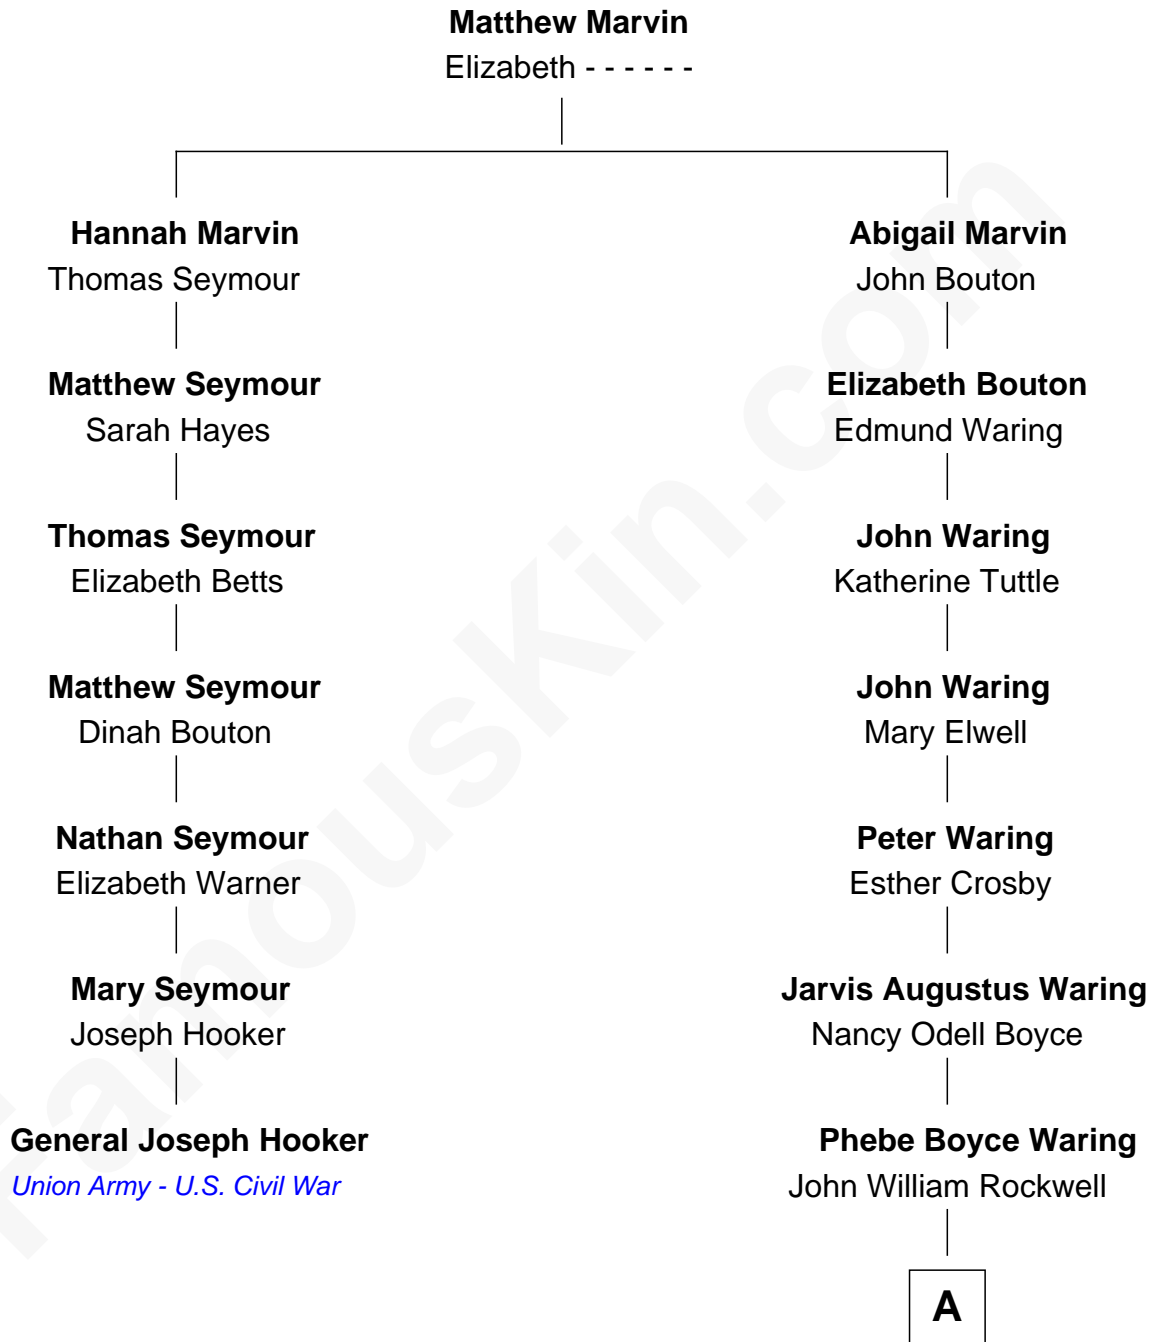 Matthew Marvin
Elizabeth - - - - - -
Hannah Marvin
Thomas Seymour
Abigail Marvin
John Bouton
Matthew Seymour
Sarah Hayes
Elizabeth Bouton
Edmund Waring
Thomas Seymour
Elizabeth Betts
John Waring
Katherine Tuttle
Matthew Seymour
Dinah Bouton
John Waring
Mary Elwell
Nathan Seymour
Elizabeth Warner
Peter Waring
Esther Crosby
Mary Seymour
Joseph Hooker
Jarvis Augustus Waring
Nancy Odell Boyce
General Joseph Hooker
Union Army - U.S. Civil War
Phebe Boyce Waring
John William Rockwell
A
FamousKin.com